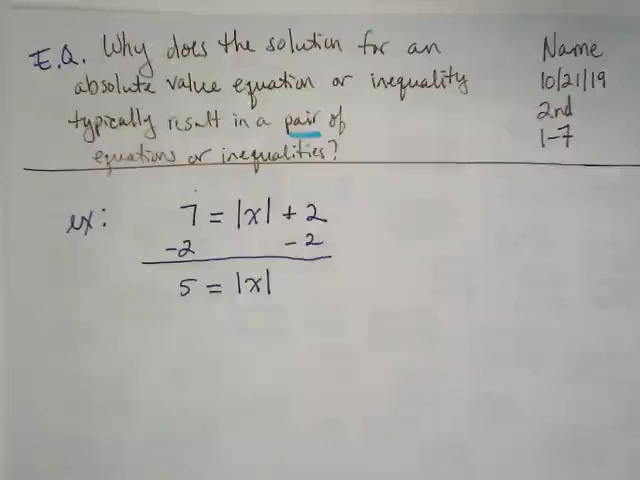 E.Q. Why does the solution for an
absolute value equation or inequality
typically result in a pair of
equations or inequalities?
Name
10/21/19
2nd
1-7
ex: 7 = |x| + 2
-2 - 2
5 = |x|